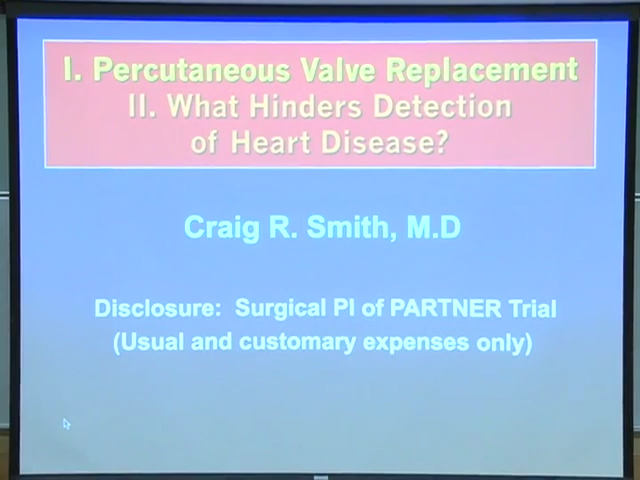 I. Percutaneous Valve Replacement
II. What Hinders Detection
of Heart Disease?
Craig R. Smith, M.D
Disclosure: Surgical PI of PARTNER Trial
(Usual and customary expenses only)